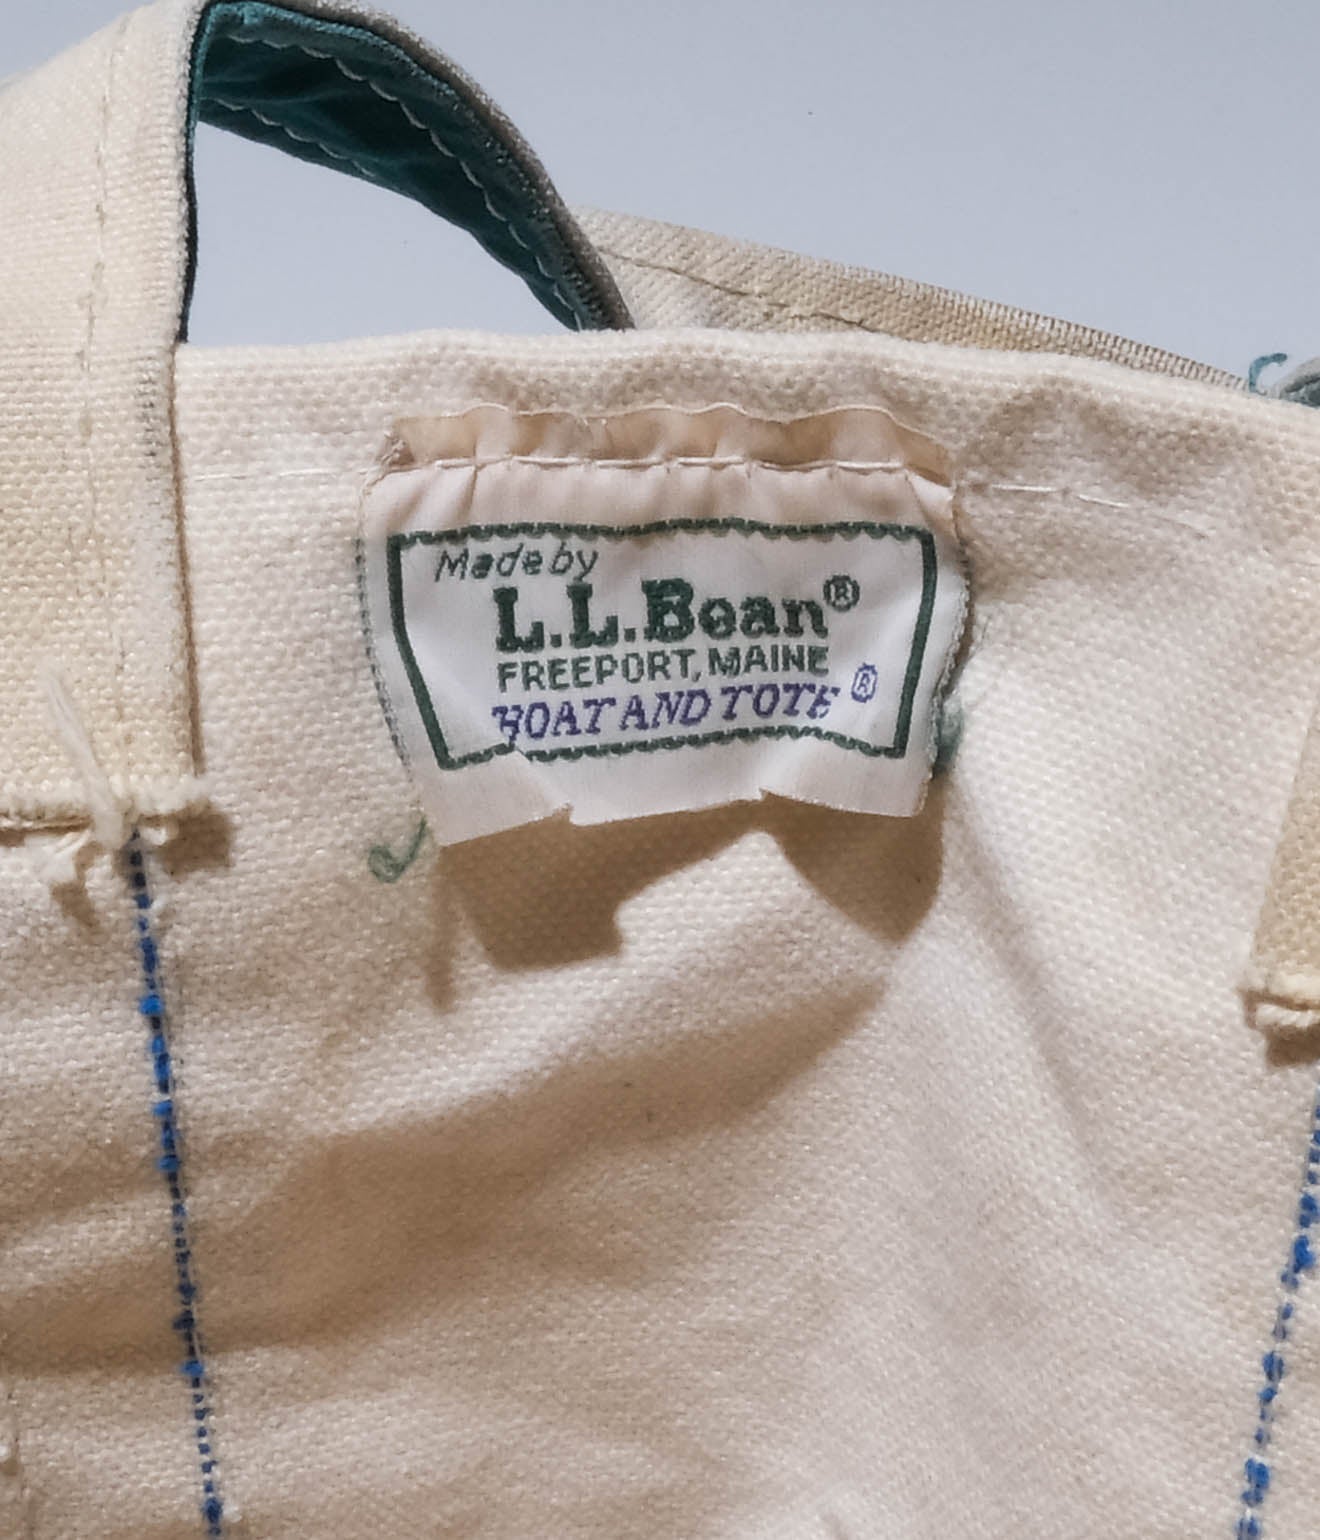 Made by
L.L.Bean®
FREEPORT, MAINE
BOAT AND TOTE®